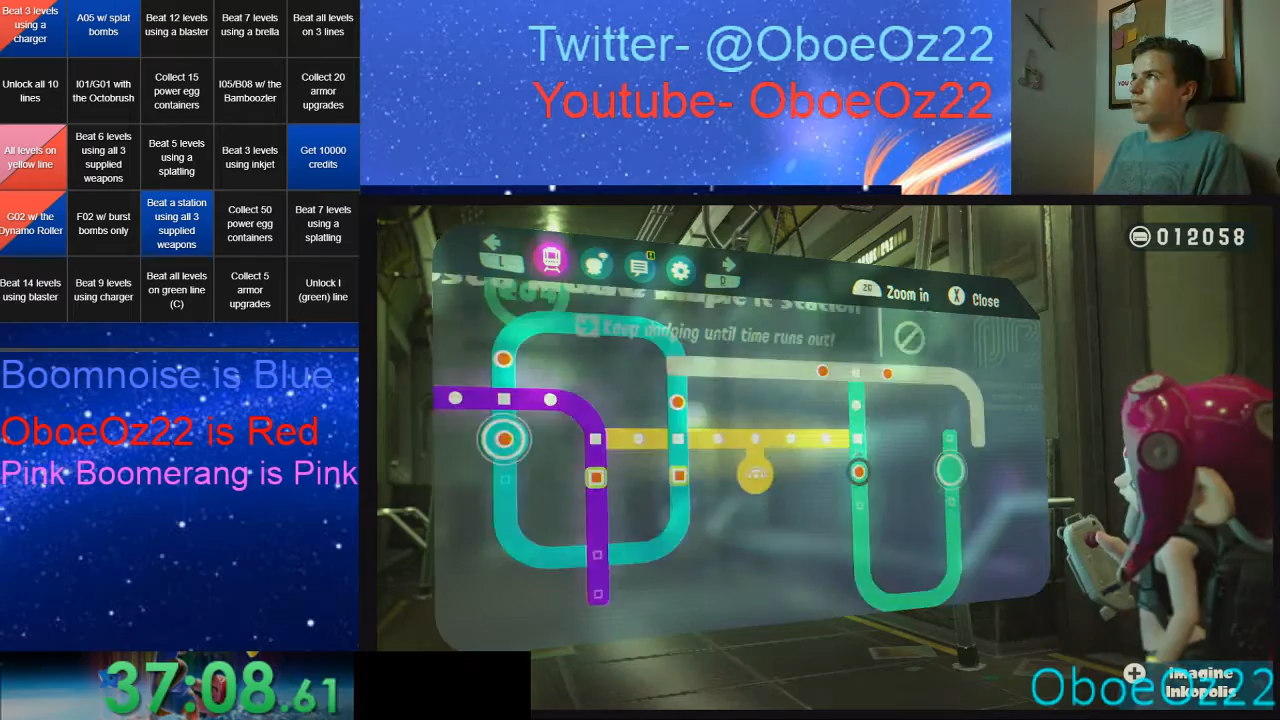 Beat 3 levels
using a
charger
A05 w/ splat
bombs
Beat 12 levels
using a blaster
Beat 7 levels
using a brella
Beat all levels
on 3 lines
Unlock all 10
lines
I01/G01 with
the Octobrush
Collect 15
power egg
containers
I05/B08 w/ the
Bamboozler
Collect 20
armor
upgrades
All levels on
yellow line
Beat 6 levels
using all 3
supplied
weapons
Beat 5 levels
using a
splatling
Beat 3 levels
using inkjet
Get 10000
credits
G02 w/ the
Dynamo Roller
F02 w/ burst
bombs only
Beat a station
using all 3
supplied
weapons
Collect 50
power egg
containers
Beat 7 levels
using a
splatling
Beat 14 levels
using blaster
Beat 9 levels
using charger
Beat all levels
on green line
(C)
Collect 5
armor
upgrades
Unlock I
(green) line
Twitter- @OboeOz22
Youtube- OboeOz22
Boomnoise is Blue
OboeOz22 is Red
Pink Boomerang is Pink
37:08.61
012058
L
R
ZR Zoom in
X Close
Station
Keep dodging until time runs out!
Imagine
Inkopolis
OboeOz22